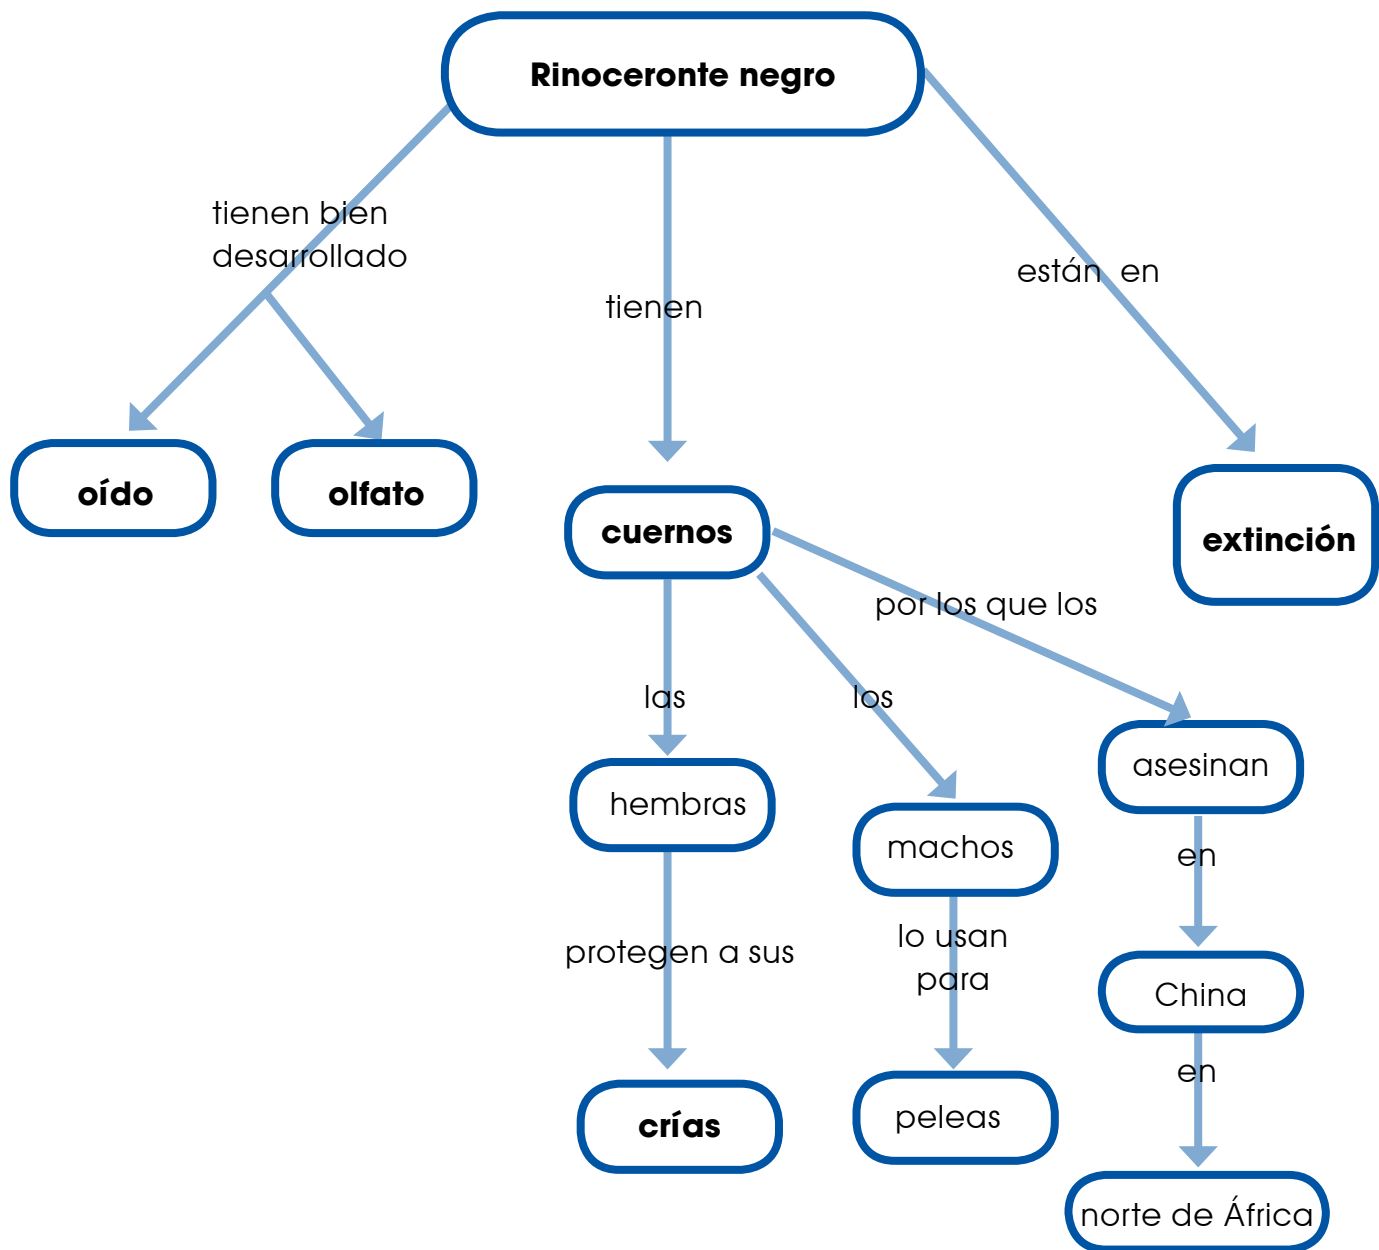 Rinoceronte negro
tienen bien
desarrollado
tienen
están en
oído
olfato
cuernos
extinción
por los que los
las
los
hembras
machos
asesinan
en
protegen a sus
lo usan
para
China
en
crías
peleas
norte de África